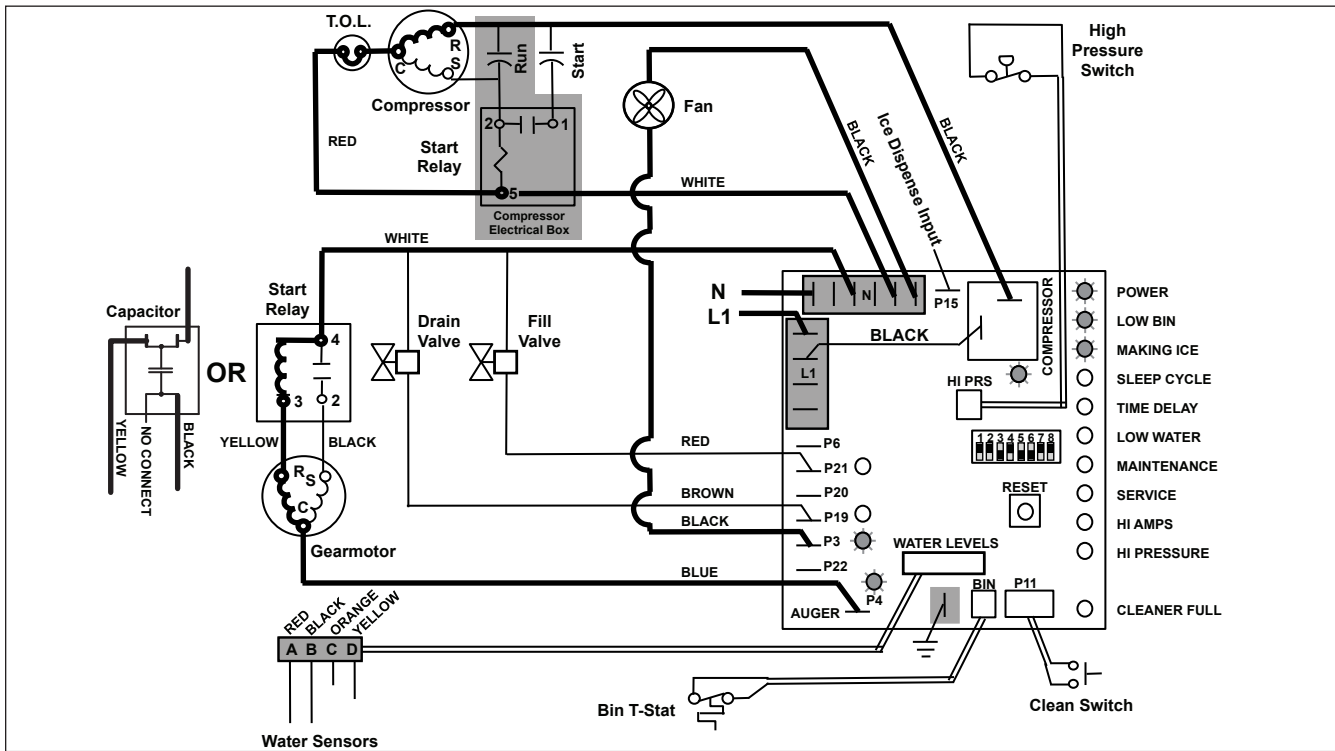 T.O.L.
R
S
C
Compressor
Run
Start
2
1
Start
Relay
5
Compressor
Electrical Box
RED
WHITE
Fan
BLACK
Ice Dispense Input
BLACK
High
Pressure
Switch
WHITE
Capacitor
YELLOW
NO CONNECT
BLACK
OR
Start
Relay
4
3
2
YELLOW
BLACK
R
S
C
Gearmotor
Drain
Valve
Fill
Valve
N
L1
N
P15
L1
BLACK
COMPRESSOR
HI PRS
1 2 3 4 5 6 7 8
RESET
RED
P6
P21
P20
BROWN
P19
BLACK
P3
P22
BLUE
P4
AUGER
WATER LEVELS
BIN
P11
POWER
LOW BIN
MAKING ICE
SLEEP CYCLE
TIME DELAY
LOW WATER
MAINTENANCE
SERVICE
HI AMPS
HI PRESSURE
CLEANER FULL
RED
BLACK
ORANGE
YELLOW
A B C D
Water Sensors
Bin T-Stat
Clean Switch